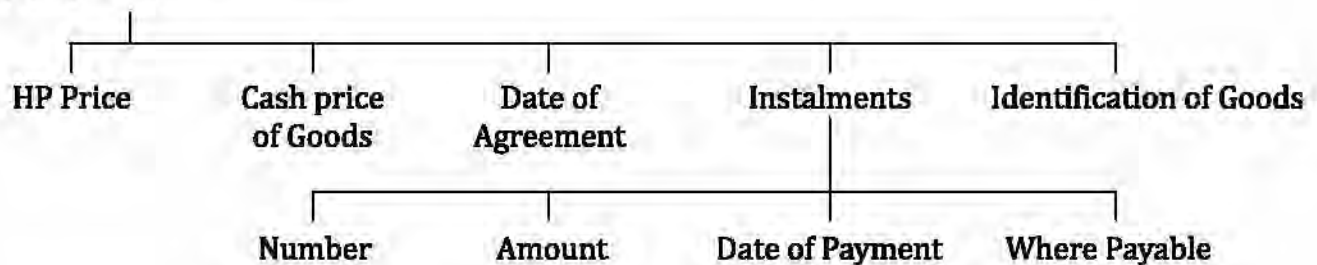 HP Price Cash price Date of Instalments Identification of Goods
of Goods Agreement
Number Amount Date of Payment Where Payable